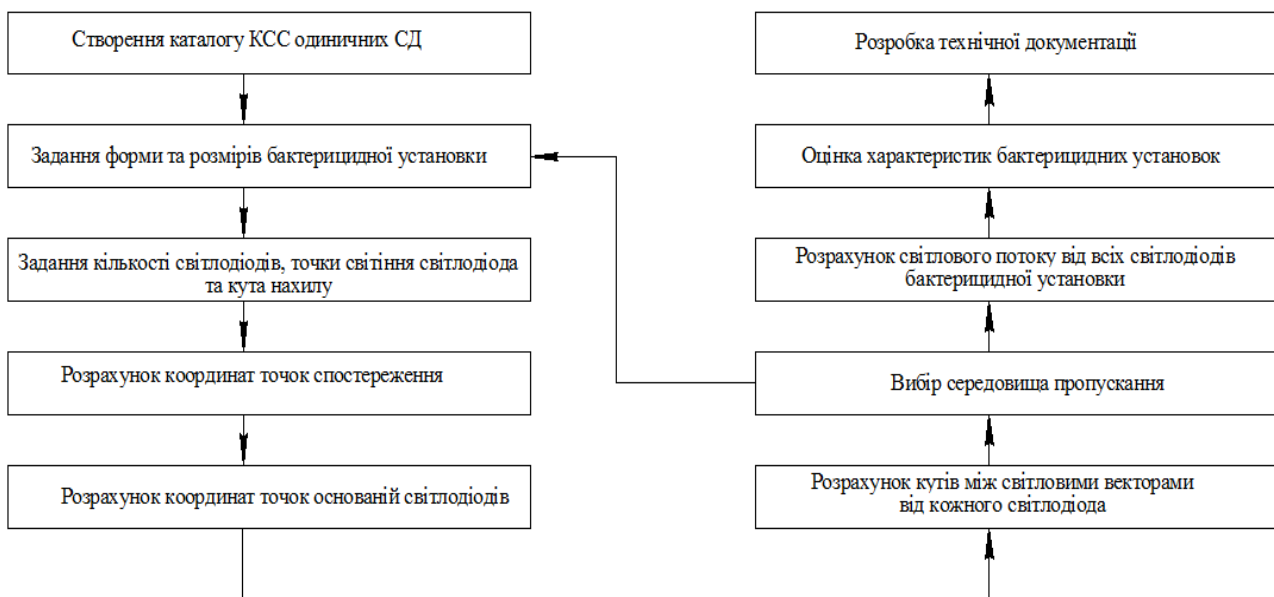 Створення каталогу КСС одиничних СД
Задання форми та розмірів бактерицидної установки
Задання кількості світлодіодів, точки світіння світлодіода
та кута нахилу
Розрахунок координат точок спостереження
Розрахунок координат точок основаній світлодіодів
Розробка технічної документації
Оцінка характеристик бактерицидних установок
Розрахунок світлового потоку від всіх світлодіодів
бактерицидної установки
Вибір середовища пропускання
Розрахунок кутів між світловими векторами
від кожного світлодіода